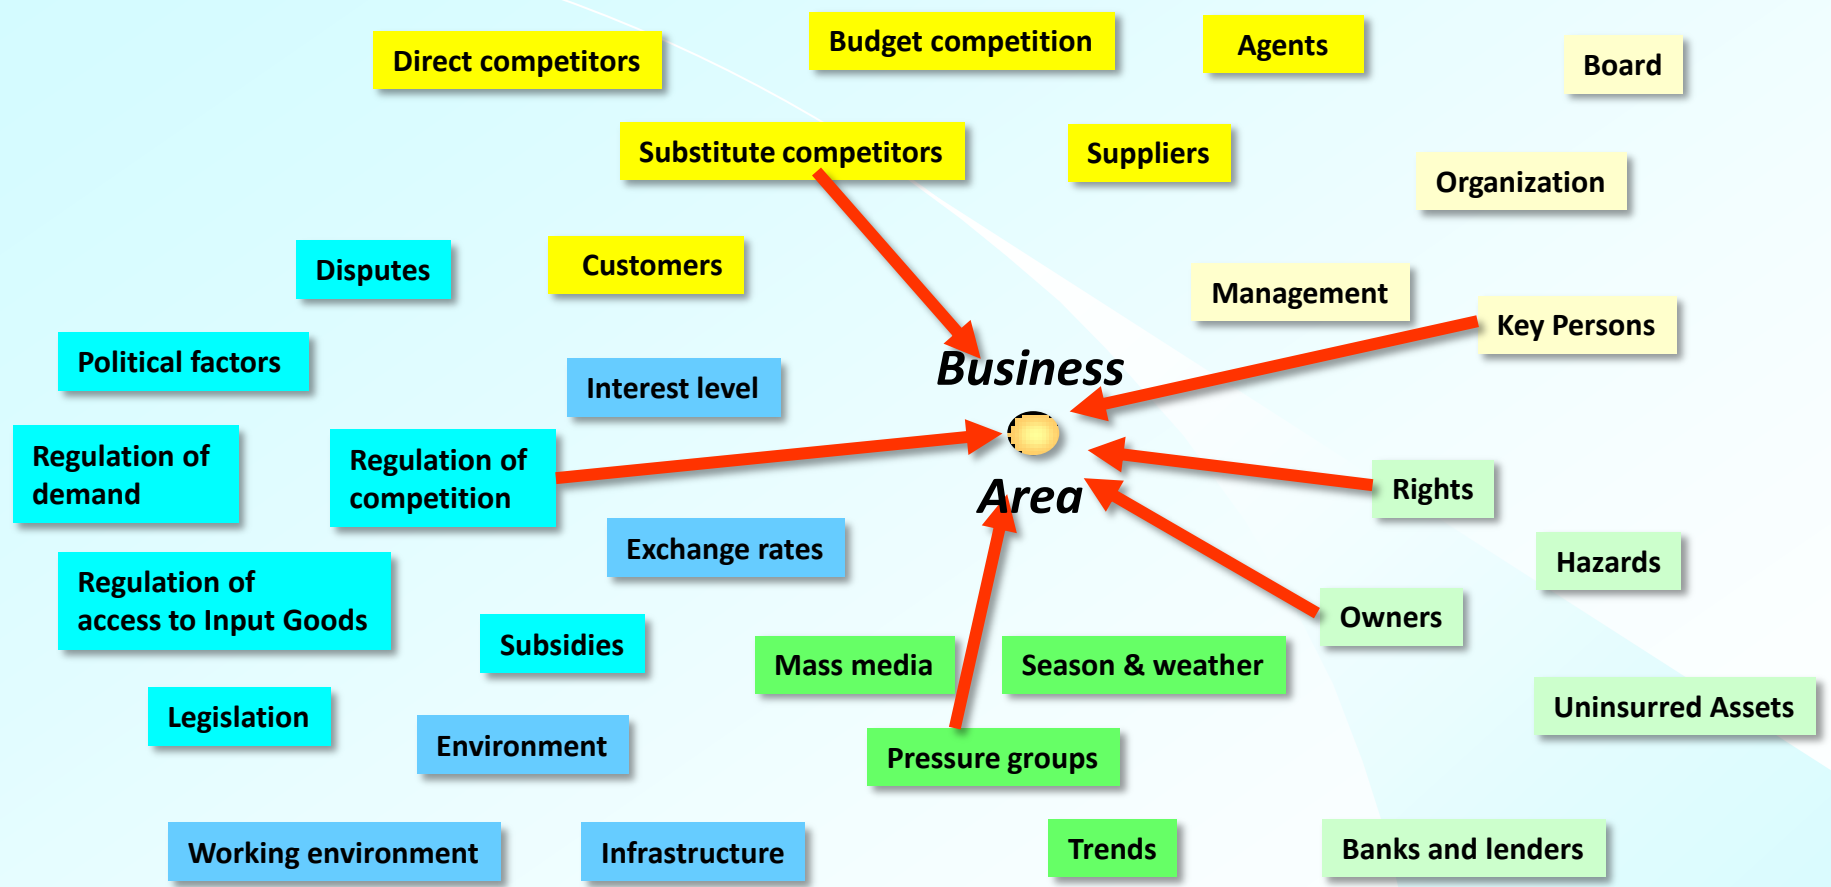 Direct competitors
Budget competition
Agents
Board
Substitute competitors
Suppliers
Organization
Disputes
Customers
Management
Key Persons
Political factors
Interest level
Business
Regulation of
demand
Regulation of
competition
Area
Rights
Exchange rates
Hazards
Regulation of
access to Input Goods
Owners
Subsidies
Mass media
Season & weather
Legislation
Uninsurred Assets
Environment
Pressure groups
Working environment
Infrastructure
Trends
Banks and lenders